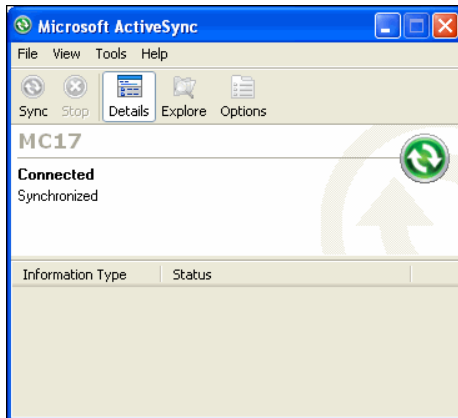 Microsoft ActiveSync
File View Tools Help
Sync Stop Details Explore Options
MC17
Connected
Synchronized
Information Type Status